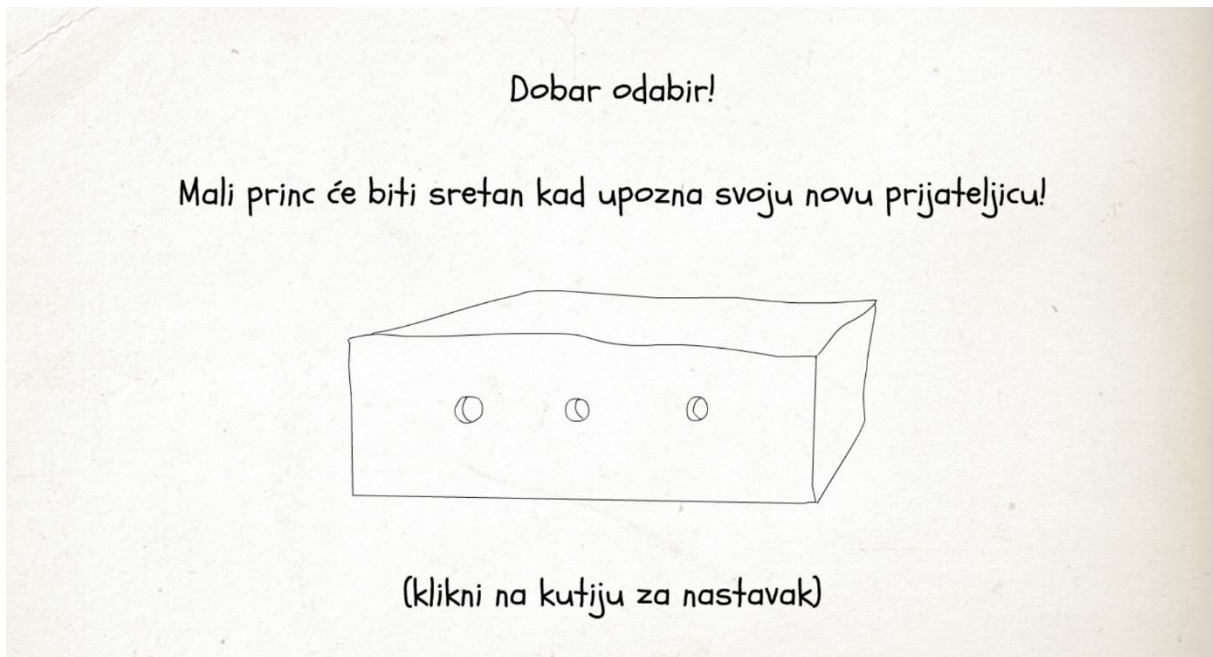 Dobar odabir!
Mali princ će biti sretan kad upozna svoju novu prijateljicu!
(klikni na kutiju za nastavak)